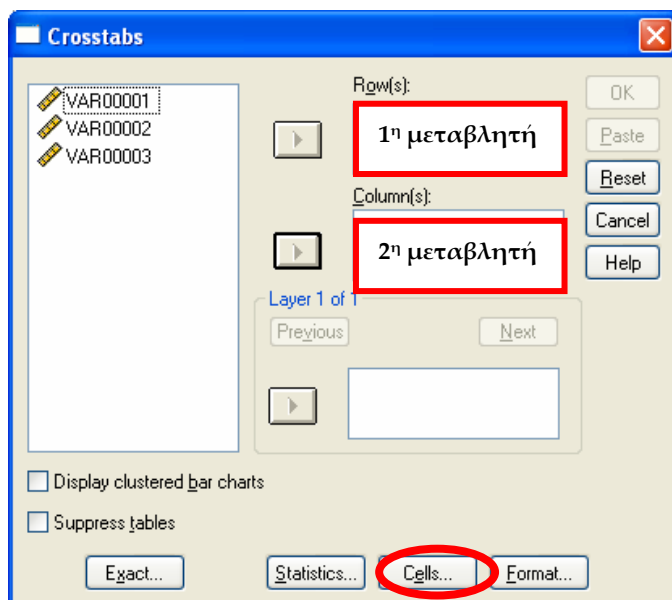 Crosstabs
VAR00001
VAR00002
VAR00003
Row(s):
1η μεταβλητή
Column(s):
2η μεταβλητή
Layer 1 of 1
Previous
Next
OK
Paste
Reset
Cancel
Help
Display clustered bar charts
Suppress tables
Exact...
Statistics...
Cells...
Format...